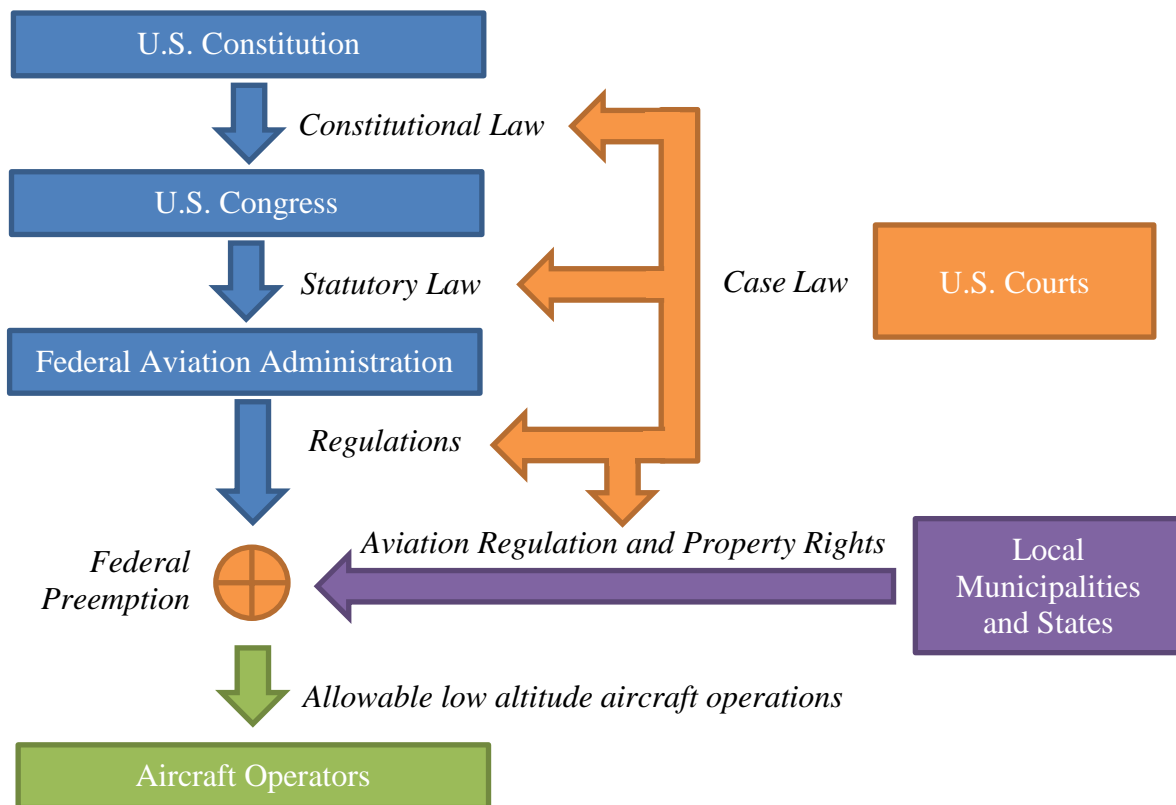 U.S. Constitution
Constitutional Law
U.S. Congress
Statutory Law
Case Law
U.S. Courts
Federal Aviation Administration
Regulations
Aviation Regulation and Property Rights
Federal
Preemption
Local
Municipalities
and States
Allowable low altitude aircraft operations
Aircraft Operators